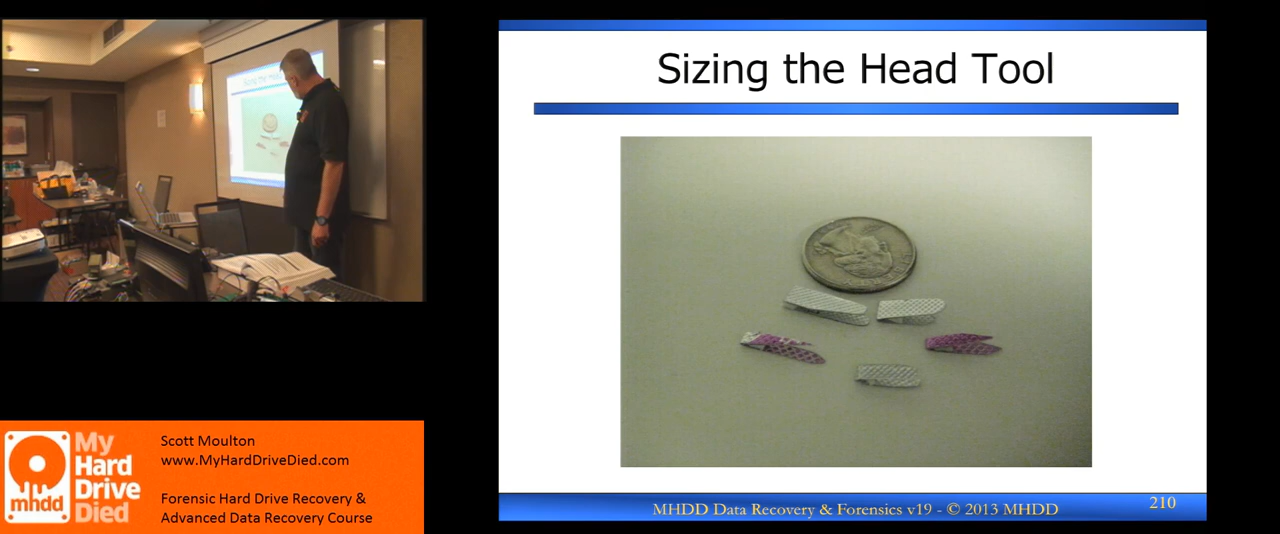 Sizing the Head Tool
MHDD Data Recovery & Forensics v19 - © 2013 MHDD
210
My
Hard
Drive
Died
mhdd
Scott Moulton
www.MyHardDriveDied.com
Forensic Hard Drive Recovery &
Advanced Data Recovery Course